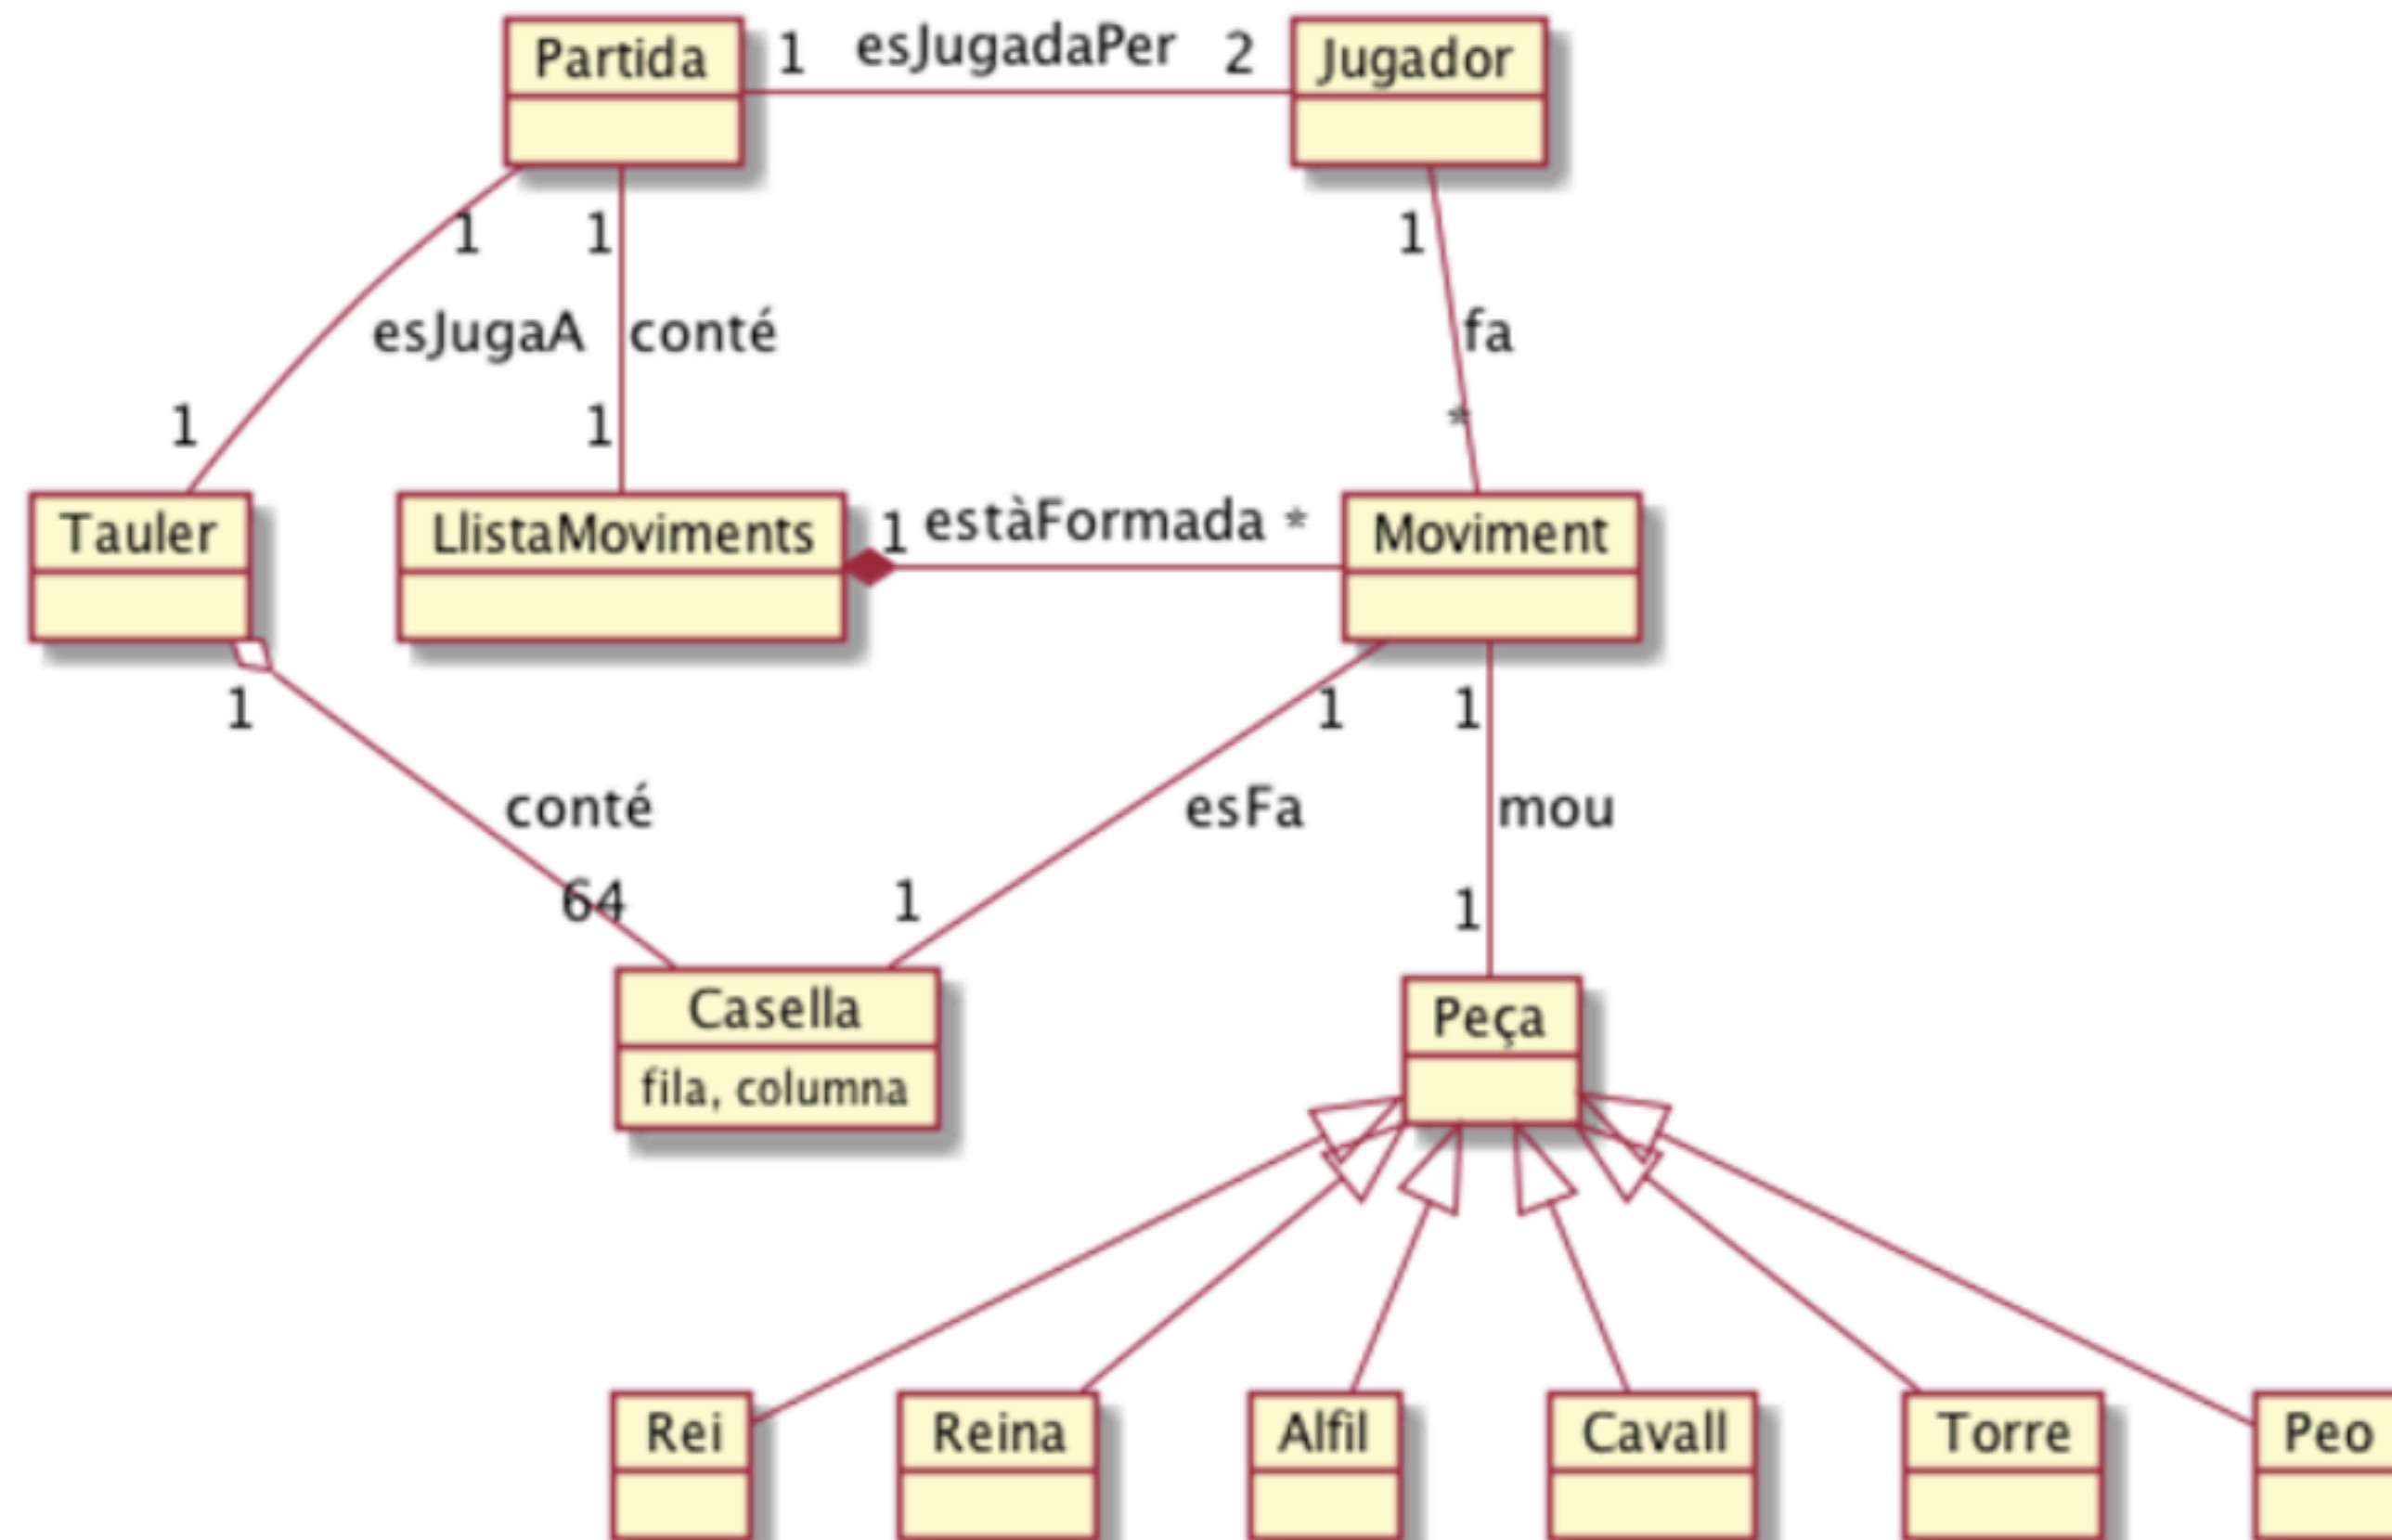 Partida
1 esJugadaPer 2
Jugador
1
1
1
esJugaA
conté
fa
1
1
*
Tauler
LlistaMoviments
1 estàFormada *
Moviment
1
1
1
conté
esFa
mou
64
1
1
Casella
fila, columna
Peça
Rei
Reina
Alfil
Cavall
Torre
Peo